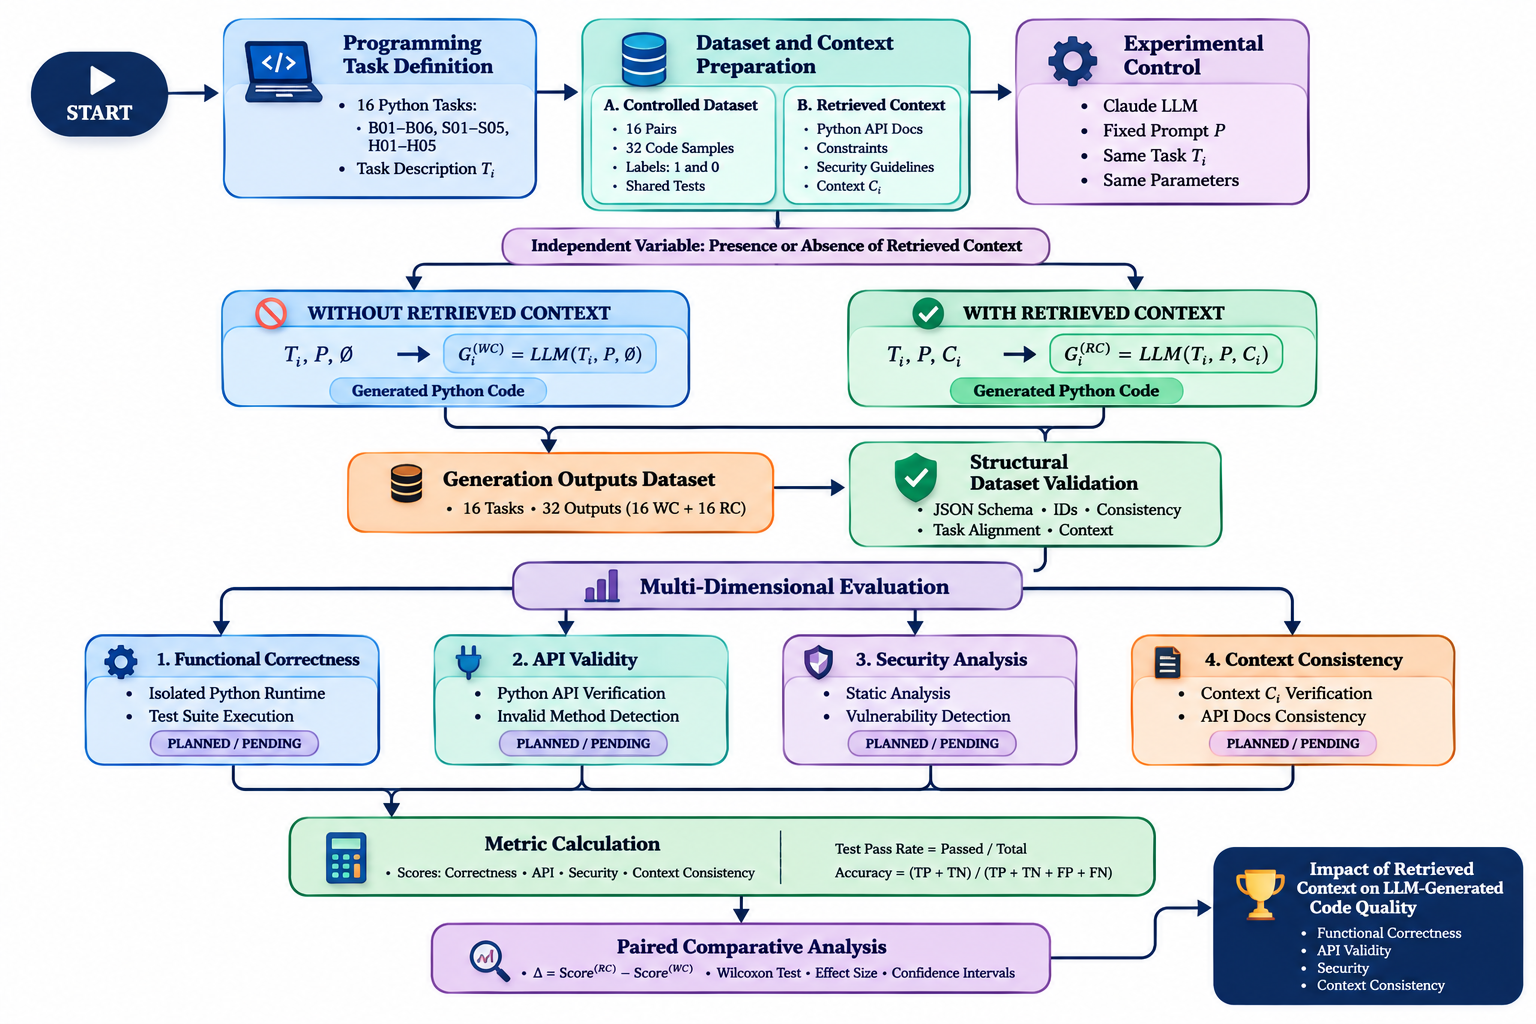 START
Programming
Task Definition
• 16 Python Tasks:
• B01–B06, S01–S05,
H01–H05
• Task Description Tᵢ
Dataset and Context
Preparation
A. Controlled Dataset
• 16 Pairs
• 32 Code Samples
• Labels: 1 and 0
• Shared Tests
B. Retrieved Context
• Python API Docs
• Constraints
• Security Guidelines
• Context Cᵢ
Experimental
Control
• Claude LLM
• Fixed Prompt P
• Same Task Tᵢ
• Same Parameters
Independent Variable: Presence or Absence of Retrieved Context
WITHOUT RETRIEVED CONTEXT
Tᵢ, P, Ø → Gᵢ^(WC) = LLM(Tᵢ, P, Ø)
Generated Python Code
WITH RETRIEVED CONTEXT
Tᵢ, P, Cᵢ → Gᵢ^(RC) = LLM(Tᵢ, P, Cᵢ)
Generated Python Code
Generation Outputs Dataset
• 16 Tasks • 32 Outputs (16 WC + 16 RC)
Structural
Dataset Validation
• JSON Schema • IDs • Consistency
• Task Alignment • Context
Multi-Dimensional Evaluation
1. Functional Correctness
• Isolated Python Runtime
• Test Suite Execution
PLANNED / PENDING
2. API Validity
• Python API Verification
• Invalid Method Detection
PLANNED / PENDING
3. Security Analysis
• Static Analysis
• Vulnerability Detection
PLANNED / PENDING
4. Context Consistency
• Context Cᵢ Verification
• API Docs Consistency
PLANNED / PENDING
Metric Calculation
• Scores: Correctness • API • Security • Context Consistency
Test Pass Rate = Passed / Total
Accuracy = (TP + TN) / (TP + TN + FP + FN)
Paired Comparative Analysis
• Δ = Score^(RC) − Score^(WC) • Wilcoxon Test • Effect Size • Confidence Intervals
Impact of Retrieved
Context on LLM-Generated
Code Quality
• Functional Correctness
• API Validity
• Security
• Context Consistency